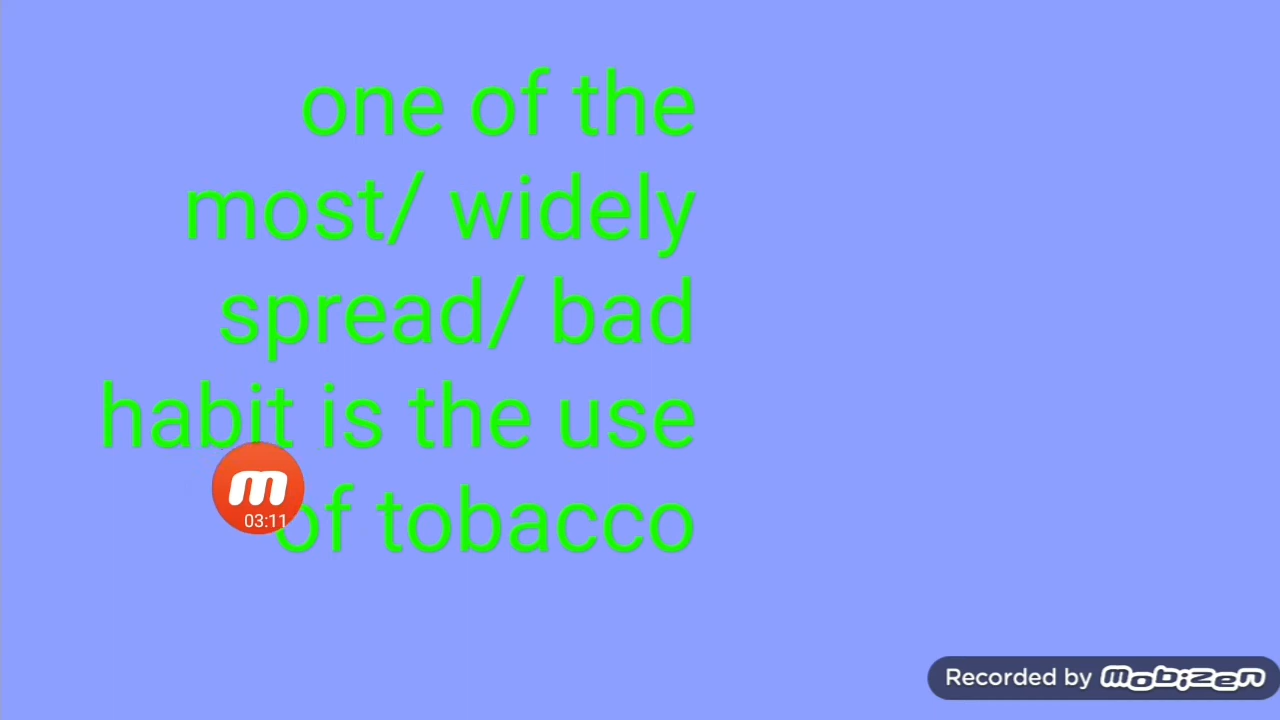 one of the
most/ widely
spread/ bad
habit is the use
of tobacco
m
03:11
Recorded by mobizen